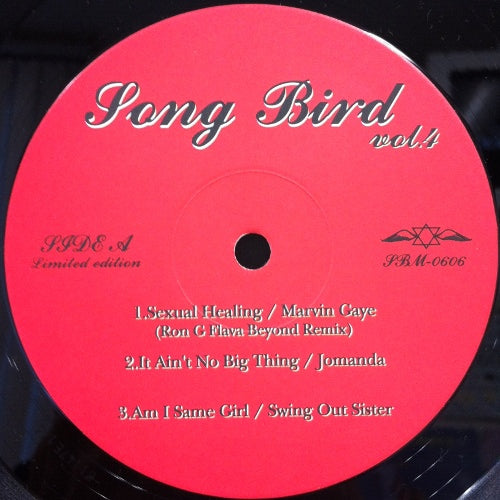 Song Bird
vol.4
SIDE A
Limited edition
SBM-0606
1.Sexual Healing / Marvin Gaye
(Ron G Flava Beyond Remix)
2.It Ain't No Big Thing / Jomanda
3.Am I Same Girl / Swing Out Sister